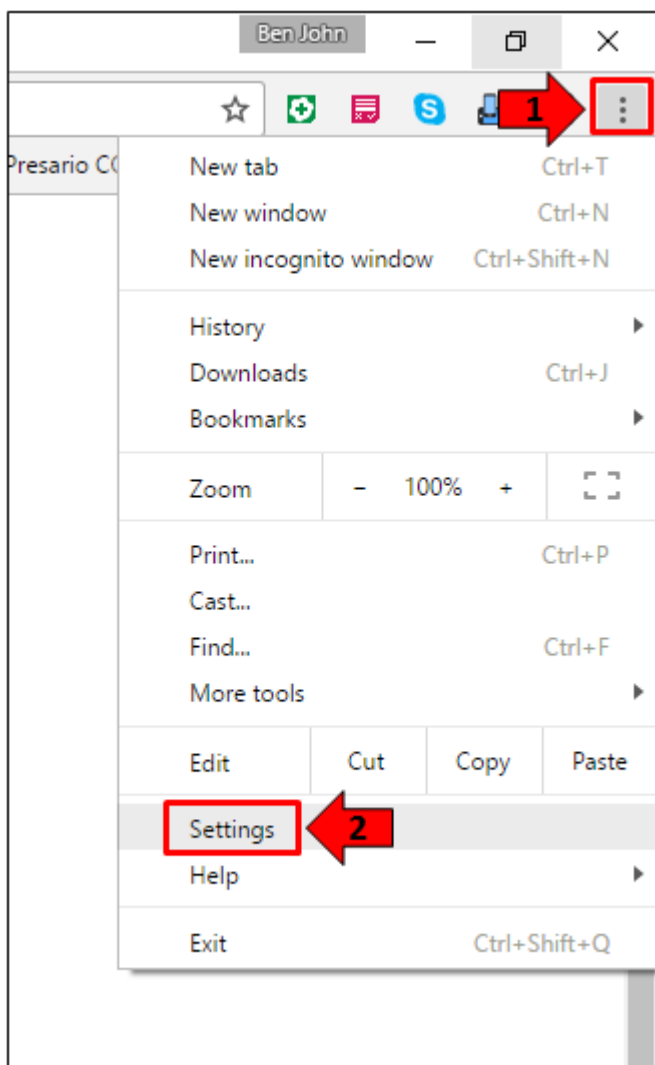 Ben John
1
Presario
New tab Ctrl+T
New window Ctrl+N
New incognito window Ctrl+Shift+N
History
Downloads Ctrl+J
Bookmarks
Zoom - 100% +
Print... Ctrl+P
Cast...
Find... Ctrl+F
More tools
Edit Cut Copy Paste
Settings 2
Help
Exit Ctrl+Shift+Q